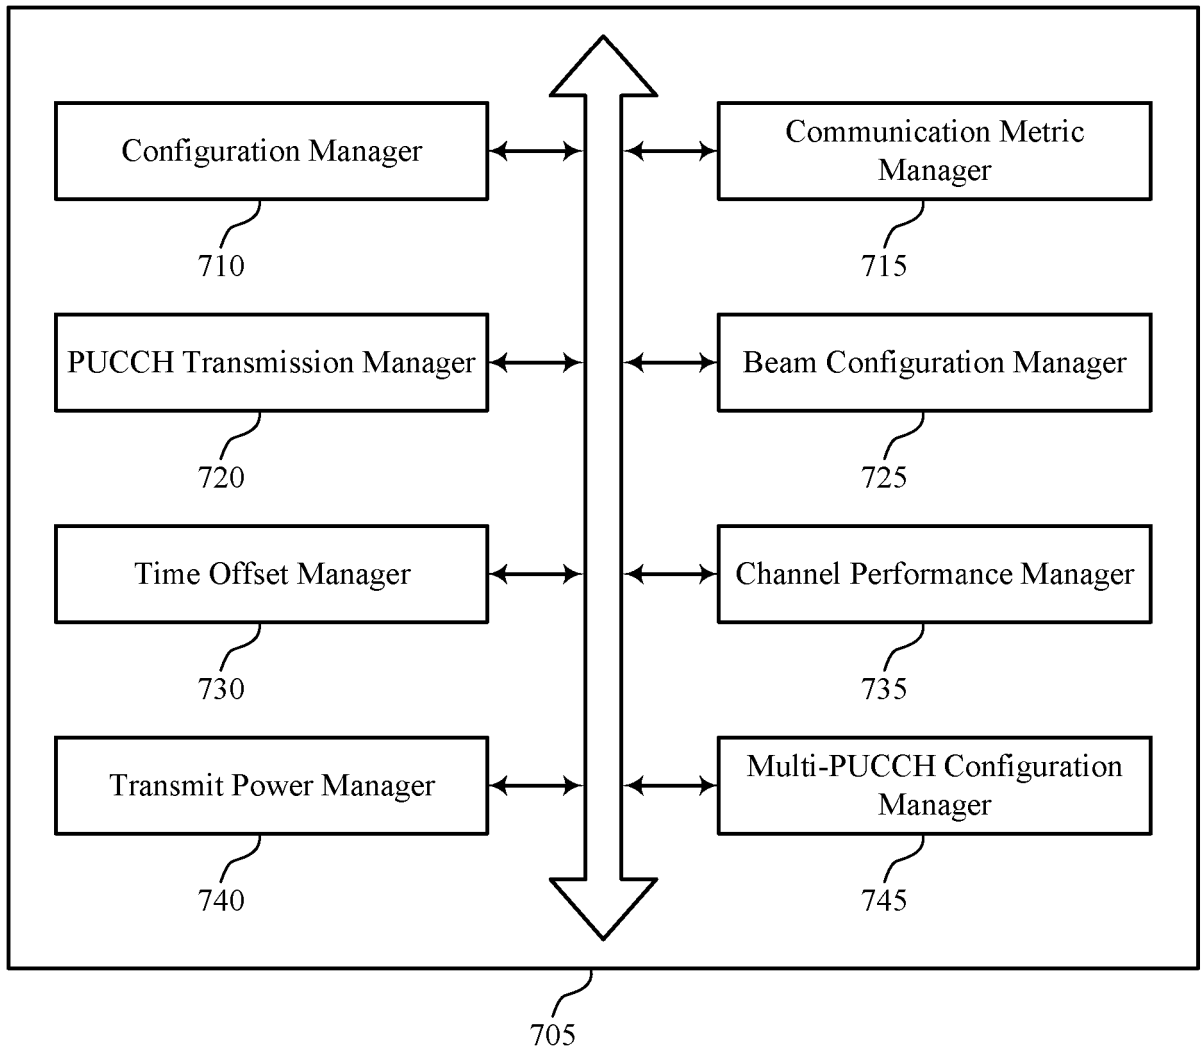 Configuration Manager
Communication Metric
Manager
710
715
PUCCH Transmission Manager
Beam Configuration Manager
720
725
Time Offset Manager
Channel Performance Manager
730
735
Transmit Power Manager
Multi-PUCCH Configuration
Manager
740
745
705